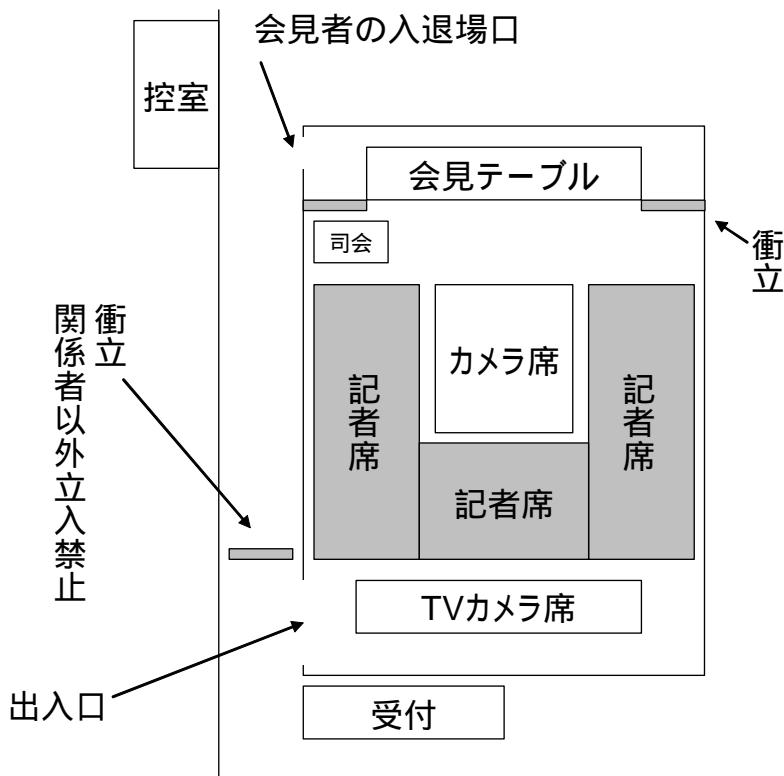 会見者の入退場口
控室
会見テーブル
司会
衝立
衝立
関係者以外立入禁止
カメラ席
記者席
記者席
記者席
TVカメラ席
出入口
受付